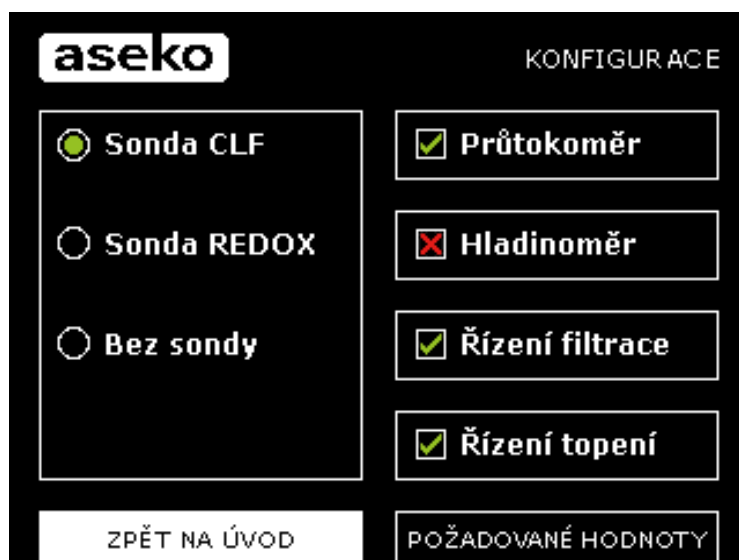 aseko
KONFIGURACE
Sonda CLF
Sonda REDOX
Bez sondy
Průtokoměr
Hladinoměr
Řízení filtrace
Řízení topení
ZPĚT NA ÚVOD
POŽADOVANÉ HODNOTY